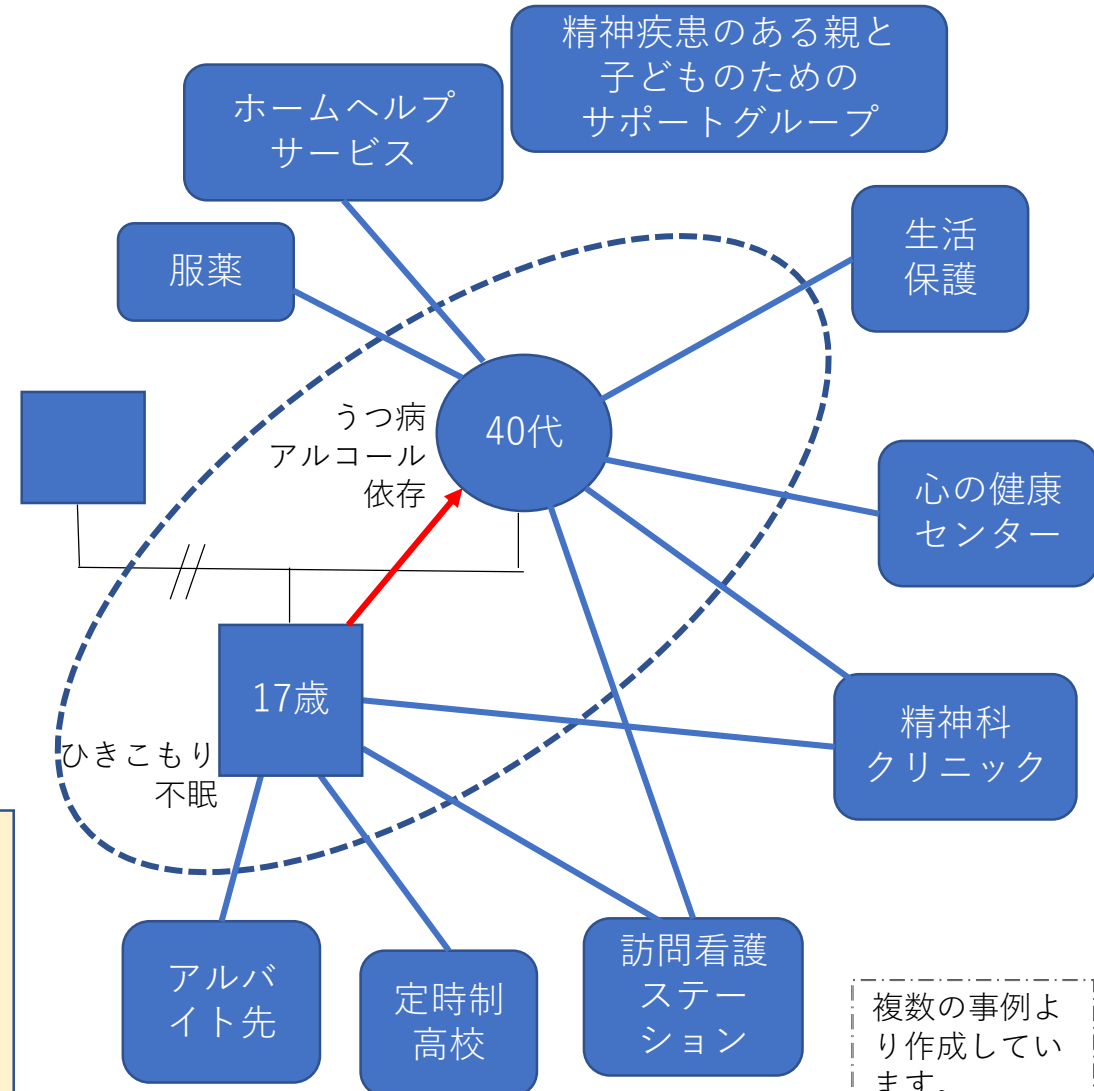 精神疾患のある親と
子どものための
サポートグループ
ホームヘルプ
サービス
生活
保護
服薬
うつ病
アルコール
依存
40代
心の健康
センター
17歳
ひきこもり
不眠
精神科
クリニック
アルバ
イト先
定時制
高校
訪問看護
ステー
ション
複数の事例よ
り作成してい
ます。